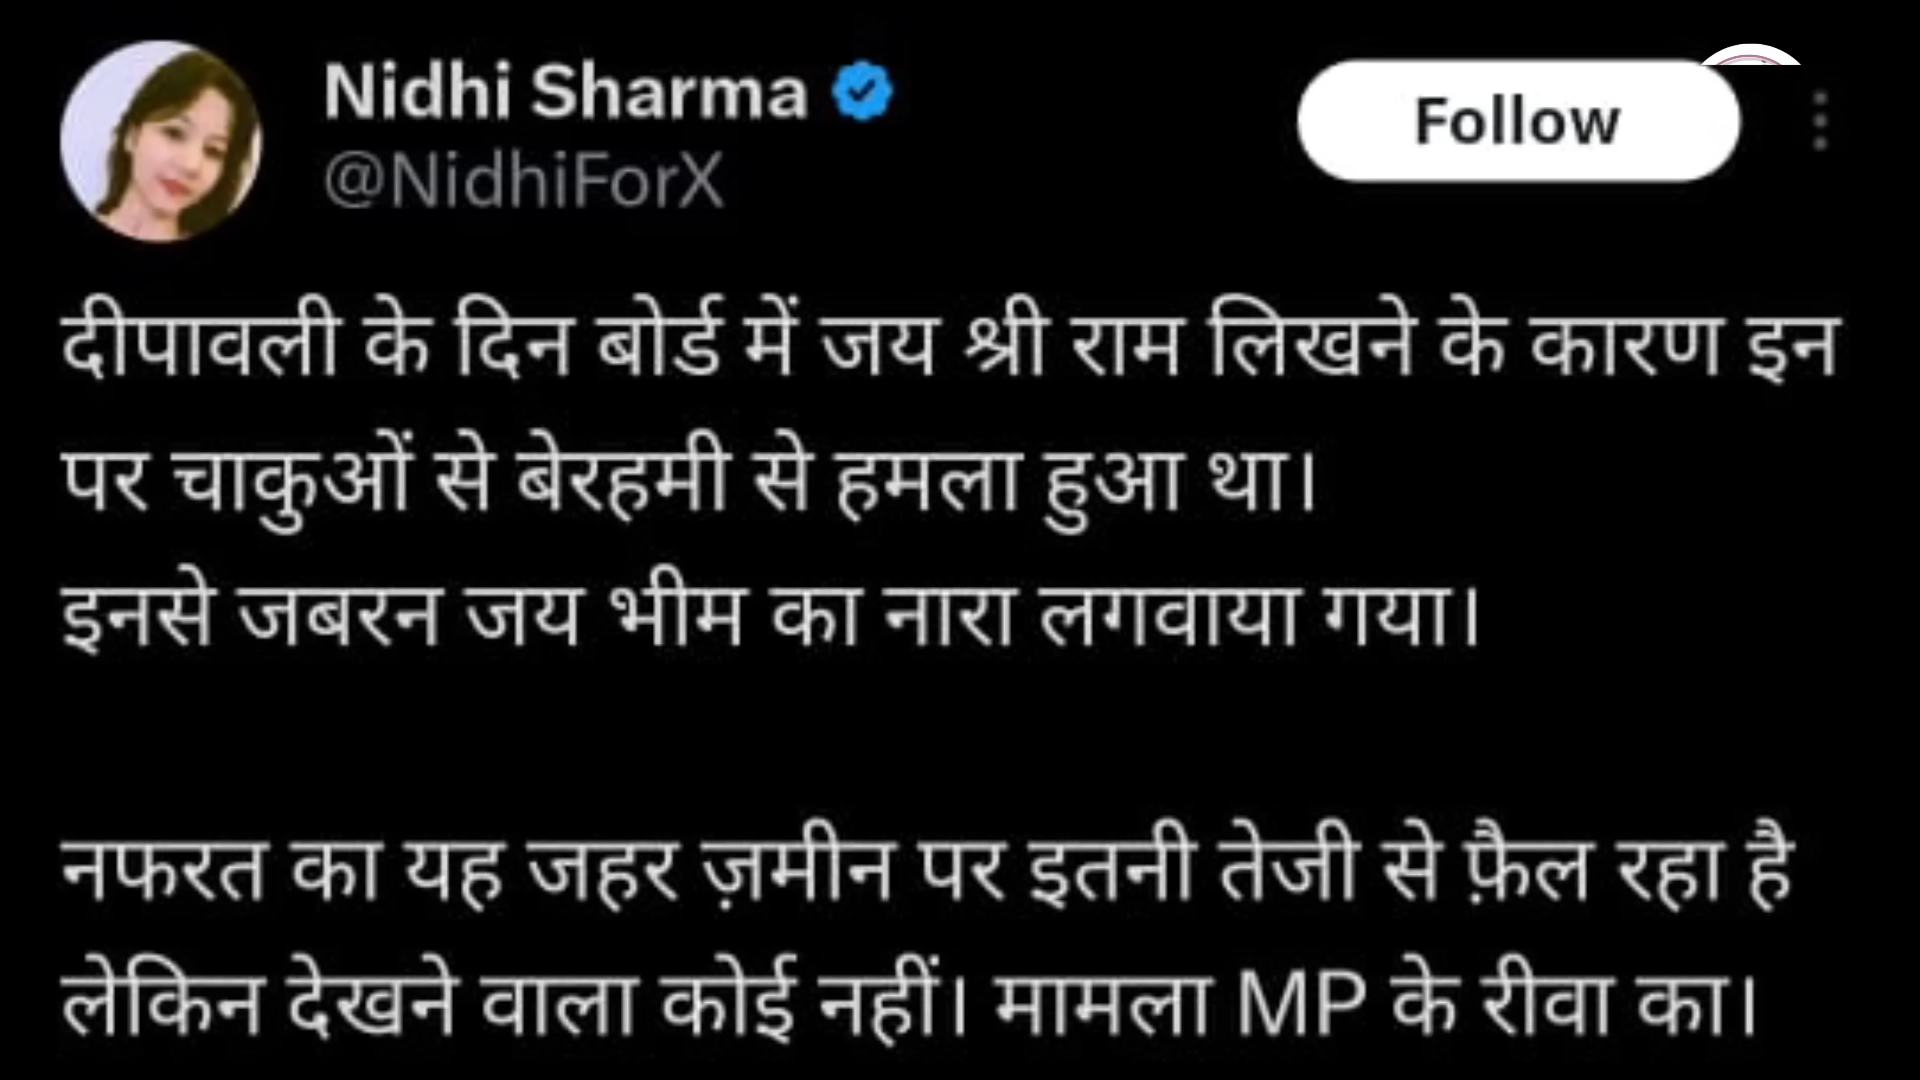 Nidhi Sharma
@NidhiForX
Follow
दीपावली के दिन बोर्ड में जय श्री राम लिखने के कारण इन
पर चाकुओं से बेरहमी से हमला हुआ था।
इनसे जबरन जय भीम का नारा लगवाया गया।
नफरत का यह जहर ज़मीन पर इतनी तेजी से फ़ैल रहा है
लेकिन देखने वाला कोई नहीं। मामला MP के रीवा का।